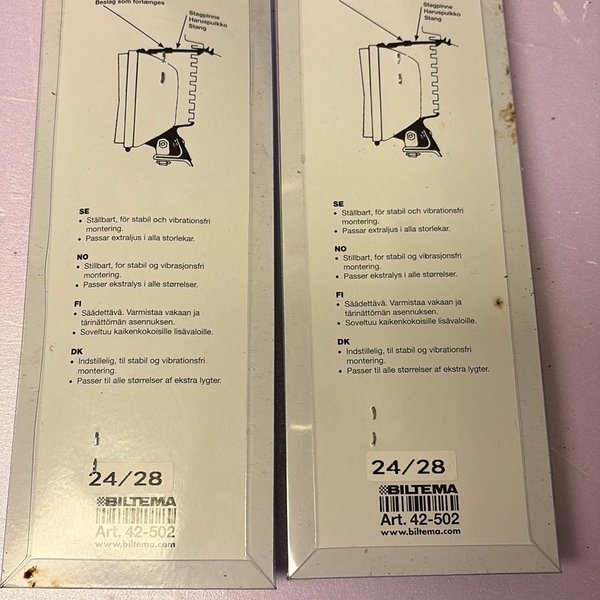 Beslag som forlænges
Stagpinne
Haruspuikko
Stang
SE
• Ställbart, för stabil och vibrationsfri
montering.
• Passar extraljus i alla storlekar.
NO
• Stillbart, for stabil og vibrasjonsfri
montering.
• Passer ekstralys i alle størrelser.
FI
• Säädettävä. Varmistaa vakaan ja
tärinättömän asennuksen.
• Soveltuu kaikenkokoisille lisävaloille.
DK
• Indstillelig, til stabil og vibrationsfri
montering.
• Passer til alle størrelser af ekstra lygter.
24/28
BILTEMA
Art. 42-502
www.biltema.com
Stagpinne
Haruspuikko
Stang
SE
• Ställbart, för stabil och vibrationsfri
montering.
• Passar extraljus i alla storlekar.
NO
• Stillbart, for stabil og vibrasjonsfri
montering.
• Passer ekstralys i alle størrelser.
FI
• Säädettävä. Varmistaa vakaan ja
tärinättömän asennuksen.
• Soveltuu kaikenkokoisille lisävaloille.
DK
• Indstillelig, til stabil og vibrationsfri
montering.
• Passer til alle størrelser af ekstra lygter.
24/28
BILTEMA
Art. 42-502
www.biltema.com